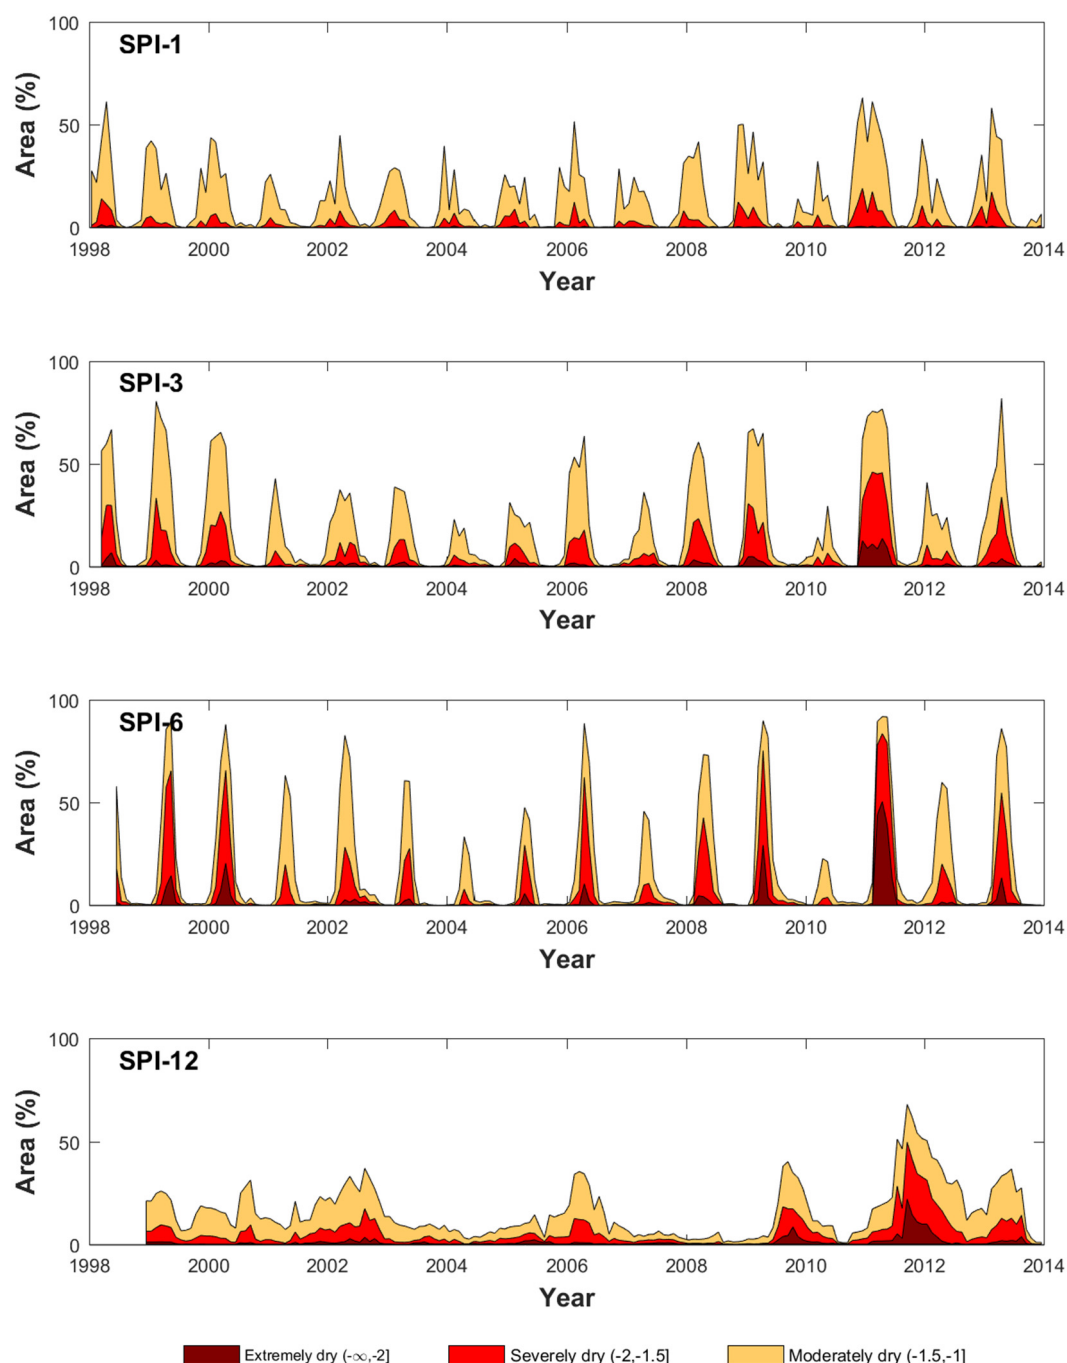 100
SPI-1
50
0
Area (%)
1998 2000 2002 2004 2006 2008 2010 2012 2014
Year
100
SPI-3
50
0
Area (%)
1998 2000 2002 2004 2006 2008 2010 2012 2014
Year
100
SPI-6
50
0
Area (%)
1998 2000 2002 2004 2006 2008 2010 2012 2014
Year
100
SPI-12
50
0
Area (%)
1998 2000 2002 2004 2006 2008 2010 2012 2014
Year
Extremely dry (-∞,-2] Severely dry (-2,-1.5] Moderately dry (-1.5,-1]